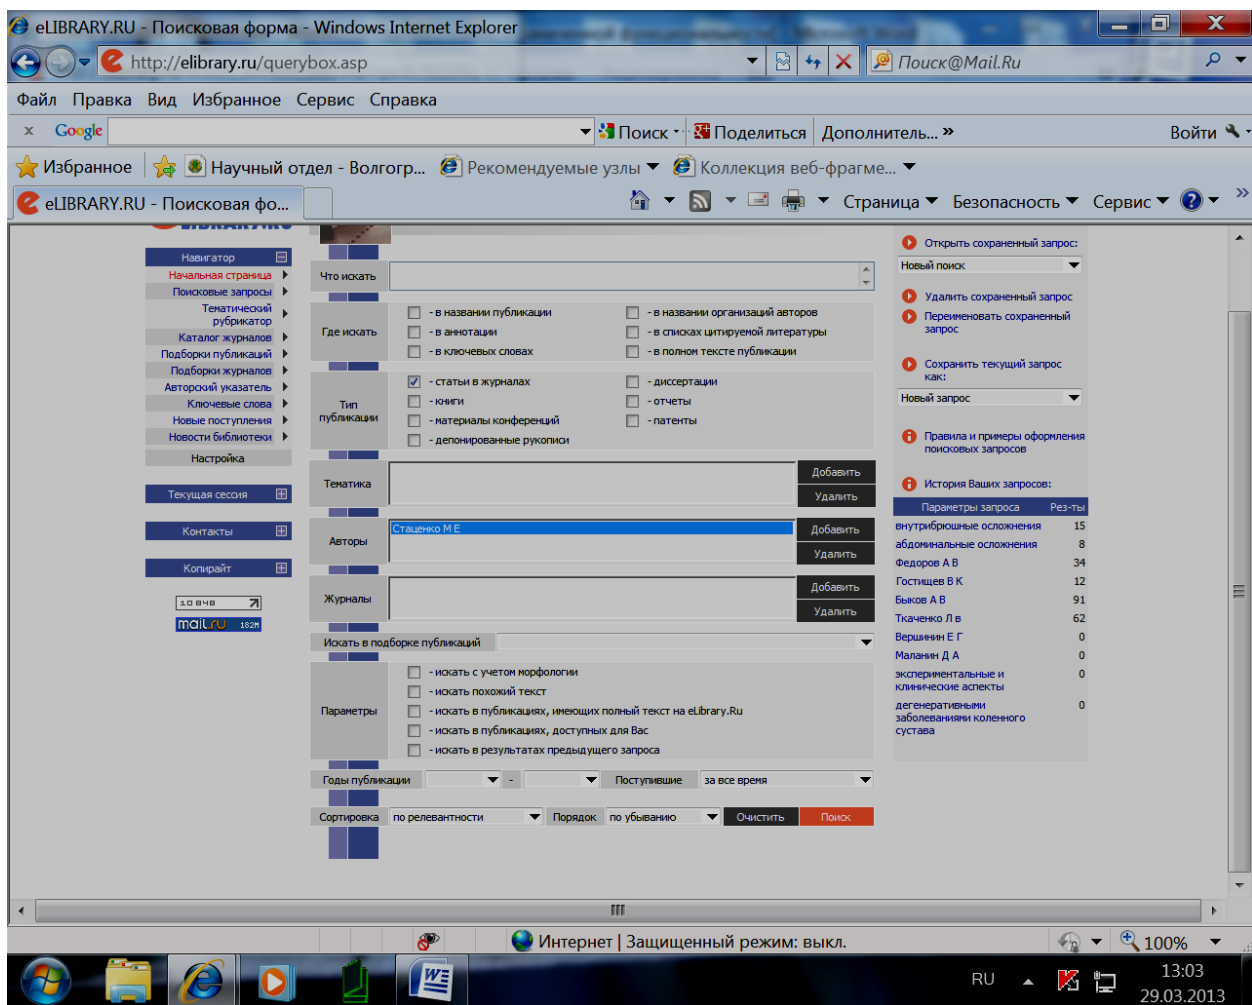 eLIBRARY.RU - Поисковая форма - Windows Internet Explorer
http://elibrary.ru/querybox.asp
Поиск@Mail.Ru
Файл Правка Вид Избранное Сервис Справка
x Google Поиск Поделиться Дополнитель... » Войти
Избранное Научный отдел - Волгогр... Рекомендуемые узлы Коллекция веб-фрагме...
eLIBRARY.RU - Поисковая фо... Страница Безопасность Сервис »
Навигатор
Начальная страница
Поисковые запросы
Тематический
рубрикатор
Каталог журналов
Подборки публикаций
Подборки журналов
Авторский указатель
Ключевые слова
Новые поступления
Новости библиотеки
Настройка
Текущая сессия
Контакты
Копирайт
mail.ru
Что искать
Где искать
- в названии публикации
- в аннотации
- в ключевых словах
- в названии организаций авторов
- в списках цитируемой литературы
- в полном тексте публикации
Тип
публикации
- статьи в журналах
- книги
- материалы конференций
- депонированные рукописи
- диссертации
- отчеты
- патенты
Тематика
Добавить
Удалить
Авторы
Стаценко М Е
Добавить
Удалить
Журналы
Добавить
Удалить
Искать в подборке публикаций
Параметры
- искать с учетом морфологии
- искать похожий текст
- искать в публикациях, имеющих полный текст на eLibrary.Ru
- искать в публикациях, доступных для Вас
- искать в результатах предыдущего запроса
Годы публикации - Поступившие за все время
Сортировка по релевантности Порядок по убыванию Очистить Поиск
Открыть сохраненный запрос:
Новый поиск
Удалить сохраненный запрос
Переименовать сохраненный
запрос
Сохранить текущий запрос
как:
Новый запрос
Правила и примеры оформления
поисковых запросов
История Ваших запросов:
Параметры запроса Рез-ты
внутрибрюшные осложнения 15
абдоминальные осложнения 8
Федоров А В 34
Гостищев В К 12
Быков А В 91
Ткаченко Л в 62
Вершинин Е Г 0
Маланин Д А 0
экспериментальные и 0
клинические аспекты
дегенеративными 0
заболеваниями коленного
сустава
Интернет | Защищенный режим: выкл. 100%
RU
13:03
29.03.2013